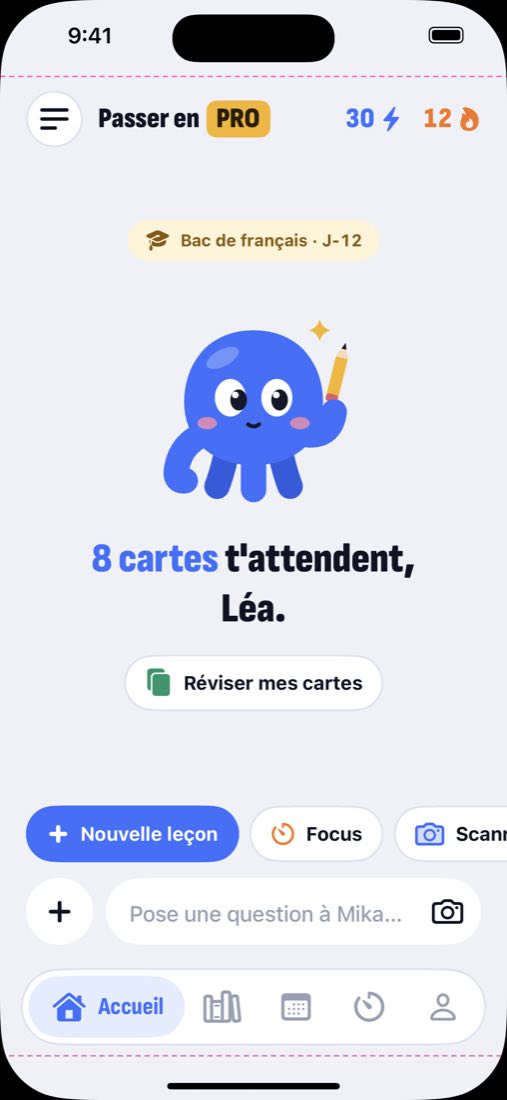 9:41
Passer en PRO
30
12
Bac de français · J-12
8 cartes t'attendent,
Léa.
Réviser mes cartes
Nouvelle leçon
Focus
Scann
Pose une question à Mika...
Accueil